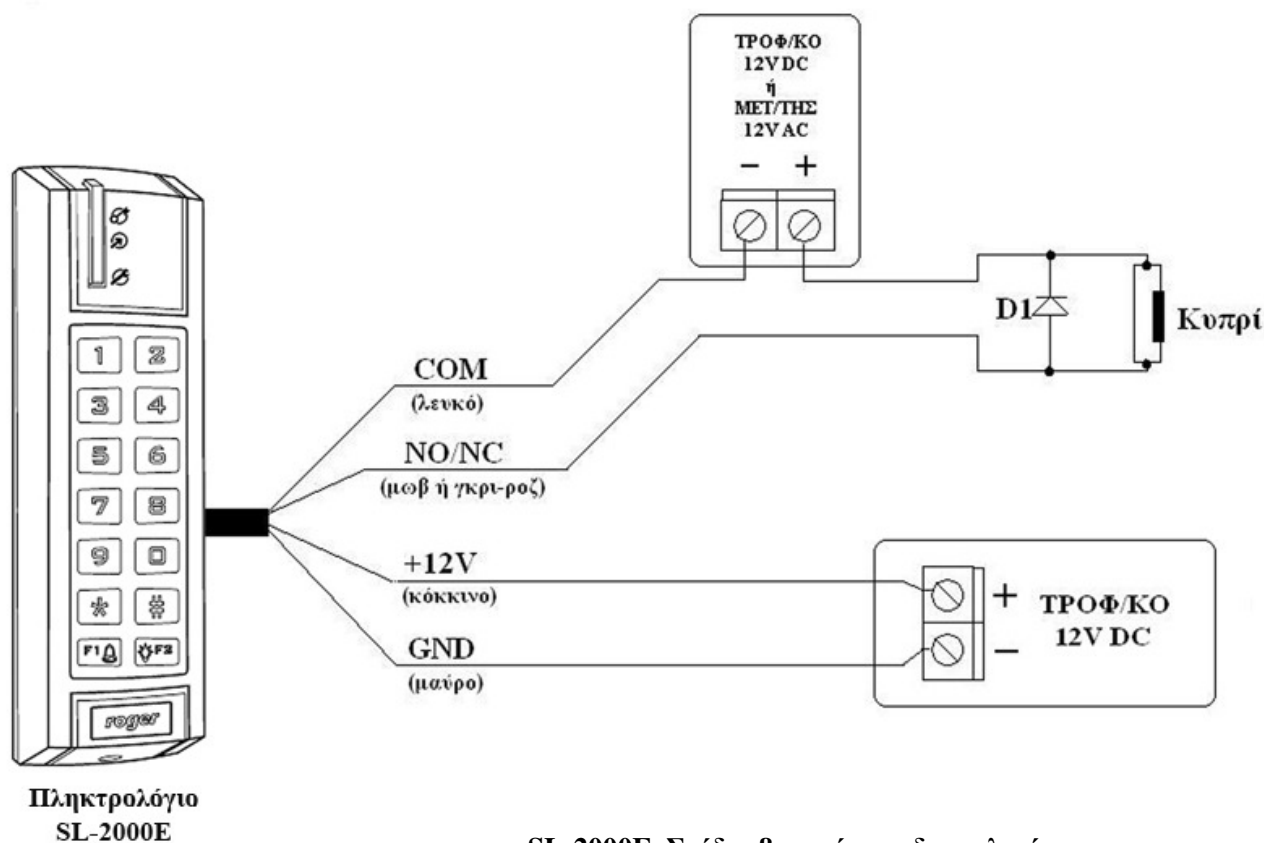 ΤΡΟΦ/ΚΟ
12V DC
ή
ΜΕΤ/ΤΗΣ
12V AC
− +
D1
Κυπρί
COM
(λευκό)
NO/NC
(μωβ ή γκρι-ροζ)
+12V
(κόκκινο)
GND
(μαύρο)
+
−
ΤΡΟΦ/ΚΟ
12V DC
1 2
3 4
5 6
7 8
9 0
* #
F1 F2
roger
Πληκτρολόγιο
SL-2000E